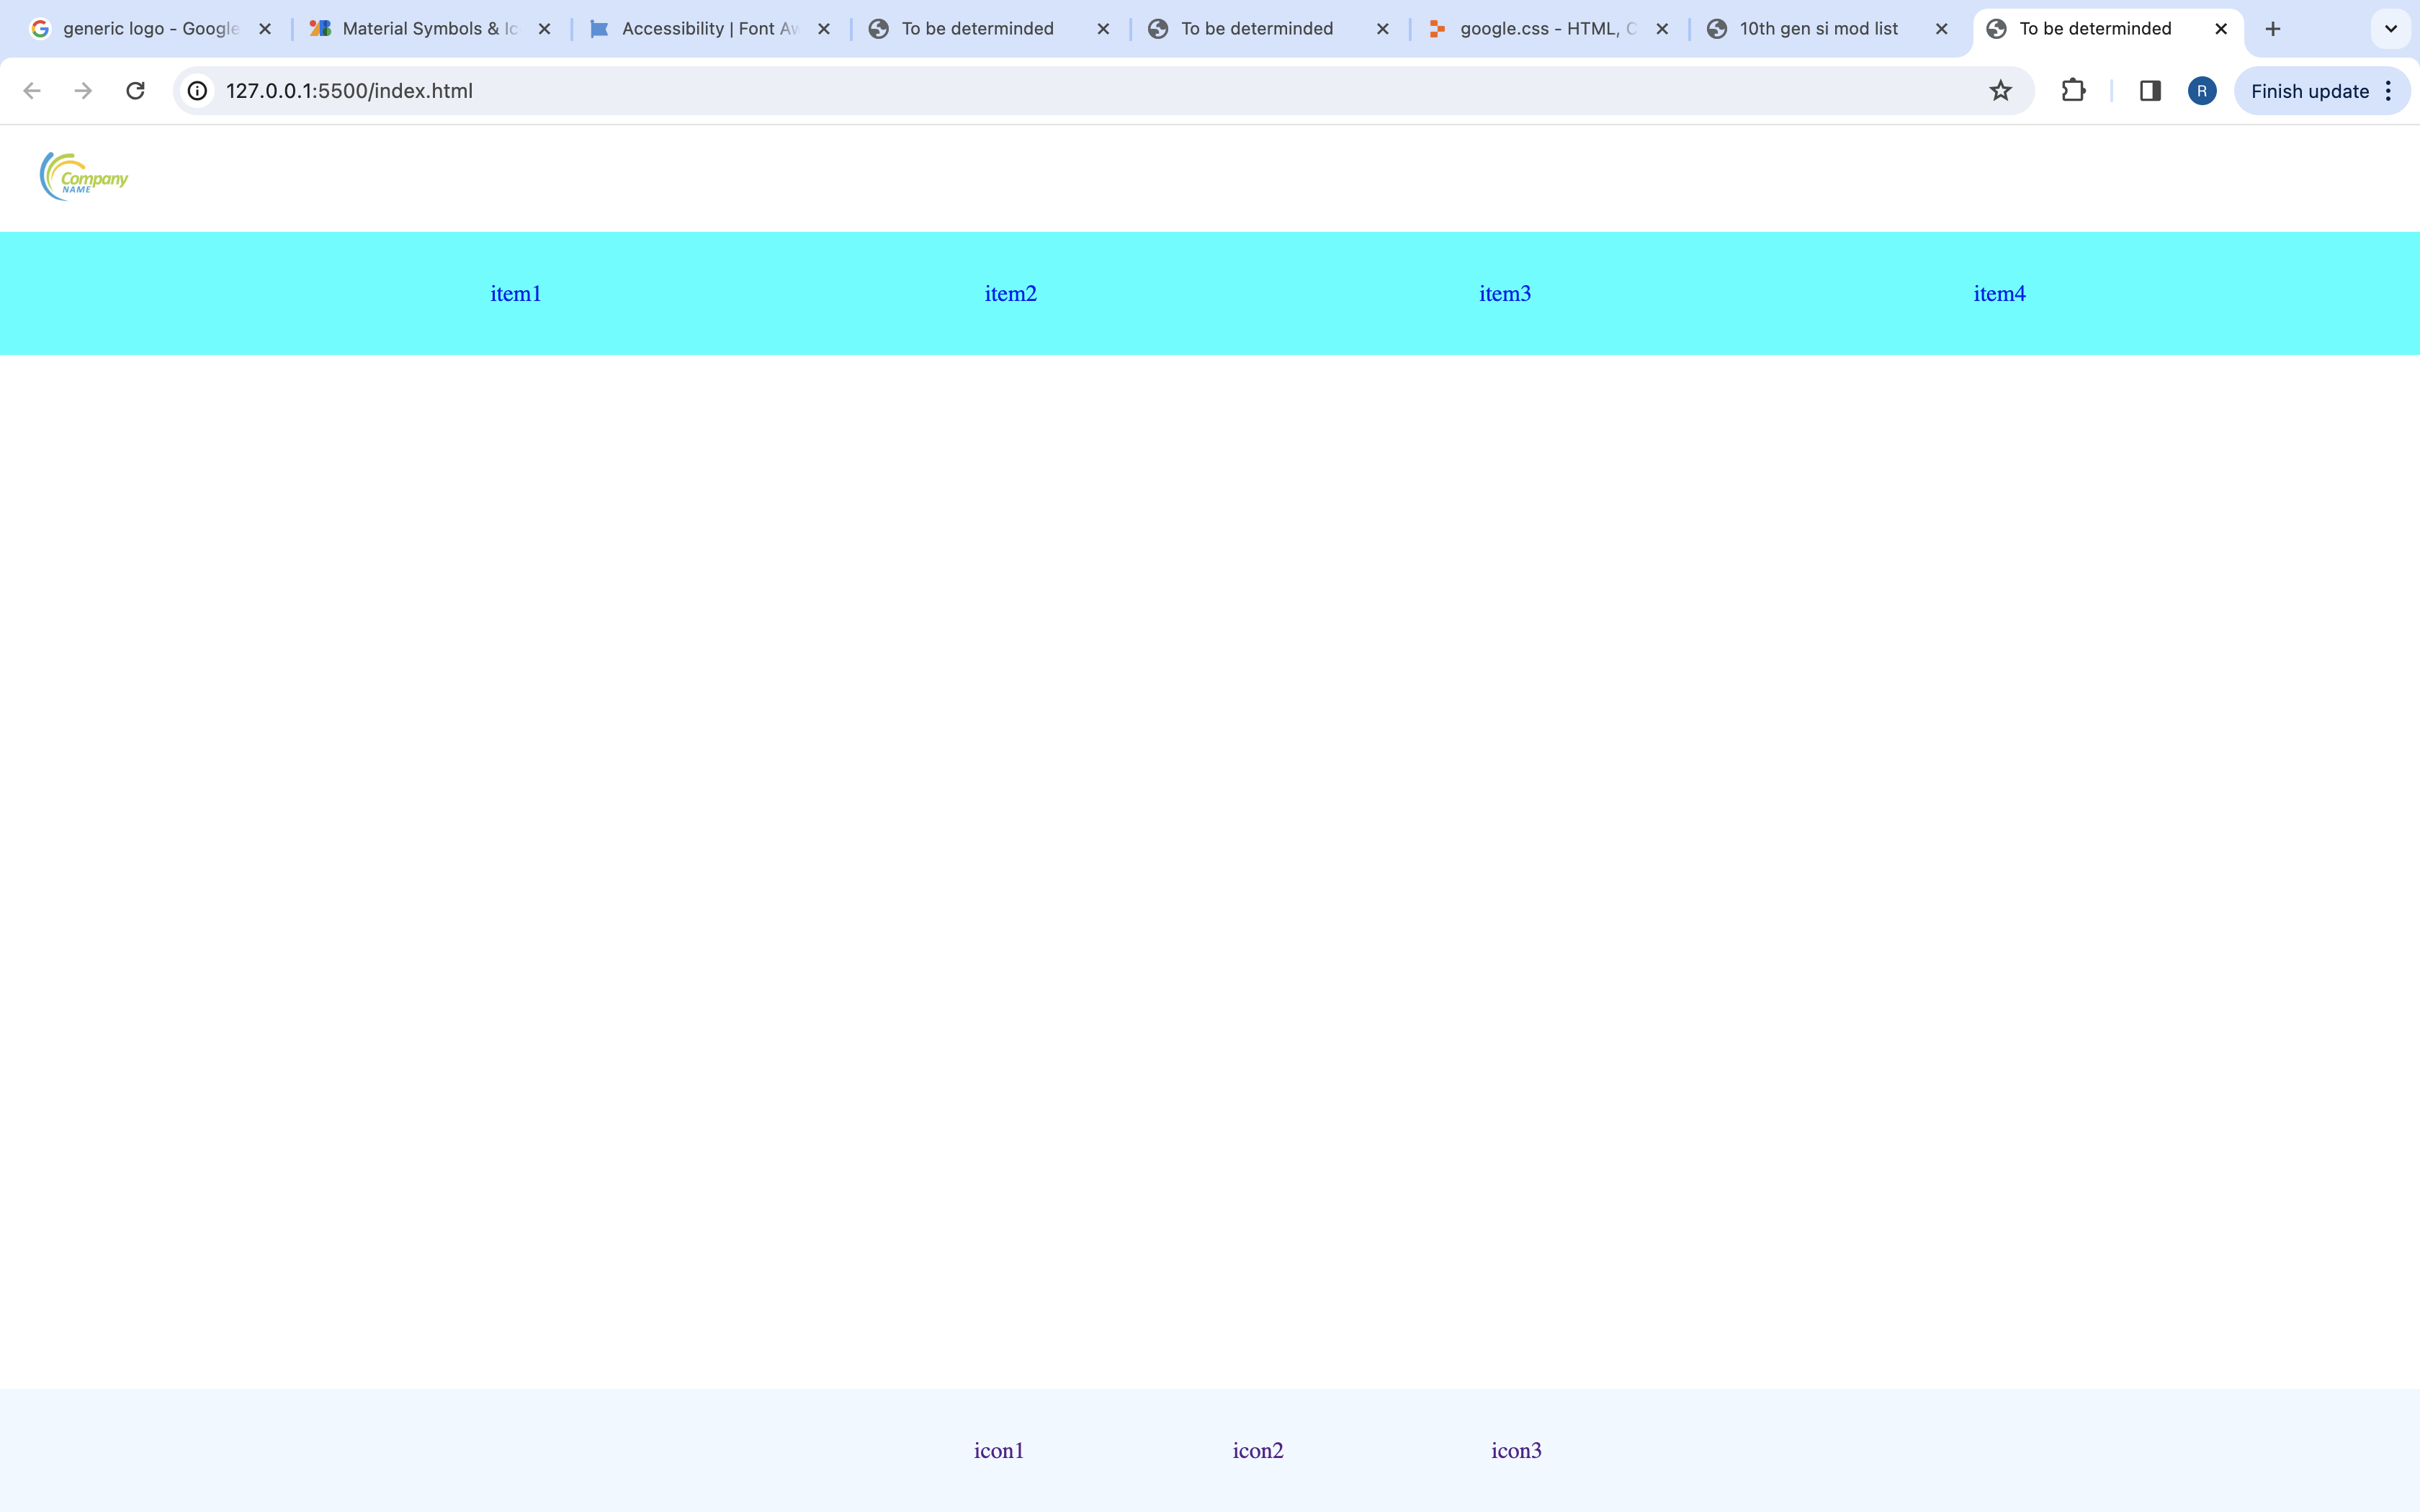 generic logo - Google
Material Symbols & Ic
Accessibility | Font Aw
To be determinded
To be determinded
google.css - HTML, C
10th gen si mod list
To be determinded
127.0.0.1:5500/index.html
R
Finish update
Company
NAME
item1
item2
item3
item4
icon1
icon2
icon3